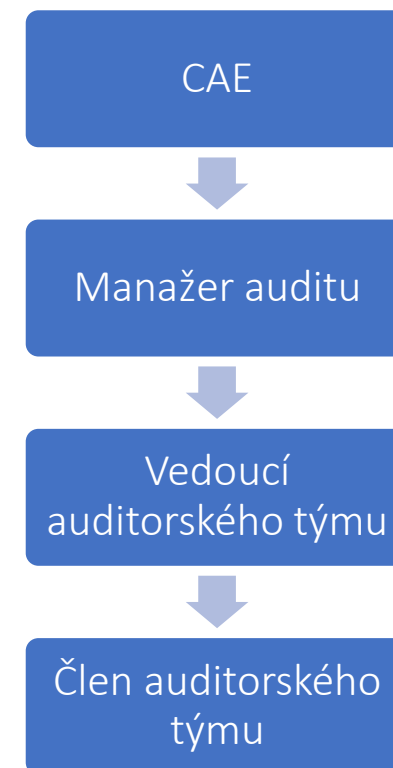 CAE
Manažer auditu
Vedoucí
auditorského týmu
Člen auditorského
týmu